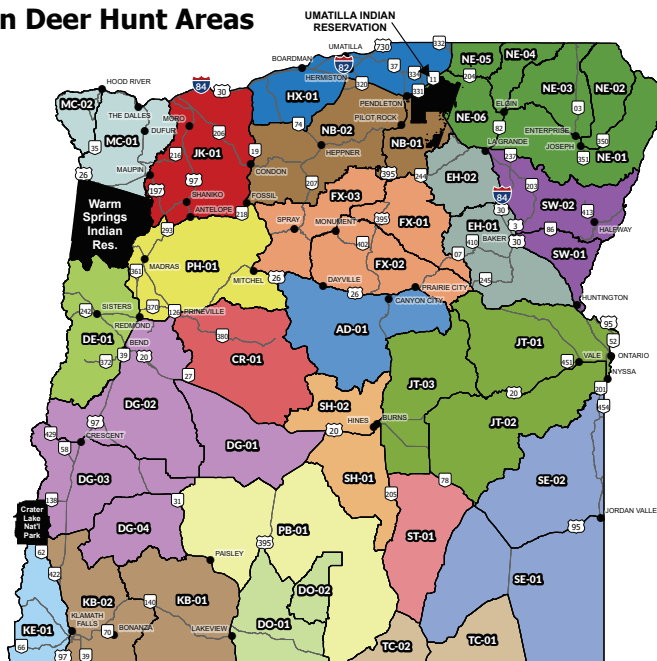 n Deer Hunt Areas
UMATILLA INDIAN
RESERVATION
UMATILLA
730
332
BOARDMAN
82
37
334
11
NE-05
NE-04
204
HOOD RIVER
84
30
HERMISTON
320
331
NE-03
NE-02
MC-02
HX-01
PENDLETON
ELGIN
03
THE DALLES
MORO
PILOT ROCK
NE-06
82
ENTERPRISE
350
MC-01
DUFUR
206
74
NB-02
NB-01
LA GRANDE
JOSEPH
351
NE-01
35
216
JK-01
19
HEPPNER
237
26
MAUPIN
97
CONDON
395
244
EH-02
203
197
SHANIKO
FOSSIL
207
FX-03
84
SW-02
413
Warm
Springs
Indian
Res.
ANTELOPE
218
SPRAY
MONUMENT
395
FX-01
30
EH-01
3
86
HALFWAY
293
402
410
BAKER
30
MADRAS
PH-01
FX-02
07
SW-01
361
MITCHEL
26
DAYVILLE
PRAIRIE CITY
245
26
CANYON CITY
HUNTINGTON
242
SISTERS
370
126
PRINEVILLE
95
REDMOND
380
AD-01
JT-01
52
DE-01
BEND
39
20
CR-01
451
VALE
ONTARIO
372
27
JT-03
NYSSA
201
DG-02
SH-02
20
454
97
HINES
BURNS
JT-02
429
CRESCENT
20
58
DG-01
DG-03
SH-01
78
SE-02
138
31
205
Crater
Lake
Nat'l
Park
DG-04
PB-01
ST-01
JORDAN VALLE
95
62
395
PAISLEY
422
SE-01
KB-02
140
KB-01
DO-02
KE-01
KLAMATH
FALLS
70
BONANZA
LAKEVIEW
DO-01
TC-02
TC-01
66
97
39